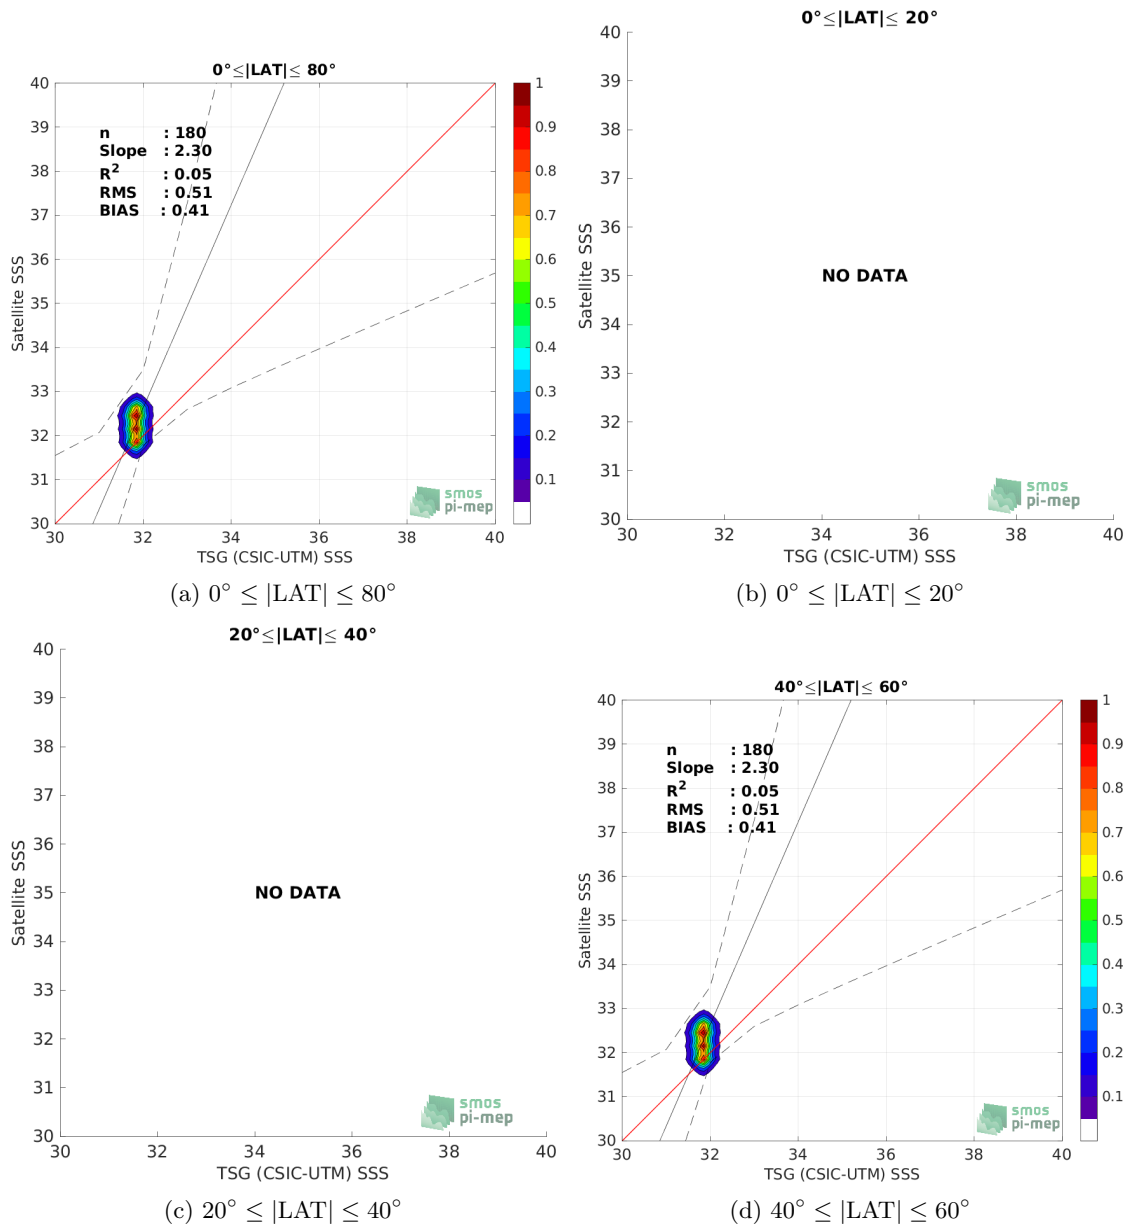 0°≤|LAT|≤ 80°
40
39
38
37
36
35
34
33
32
31
30
Satellite SSS
n : 180
Slope : 2.30
R2 : 0.05
RMS : 0.51
BIAS : 0.41
smos
pi-mep
30 32 34 36 38 40
TSG (CSIC-UTM) SSS
1
0.9
0.8
0.7
0.6
0.5
0.4
0.3
0.2
0.1
(a) 0° ≤ |LAT| ≤ 80°
0°≤|LAT|≤ 20°
40
39
38
37
36
35
34
33
32
31
30
Satellite SSS
NO DATA
smos
pi-mep
30 32 34 36 38 40
TSG (CSIC-UTM) SSS
(b) 0° ≤ |LAT| ≤ 20°
20°≤|LAT|≤ 40°
40
39
38
37
36
35
34
33
32
31
30
Satellite SSS
NO DATA
smos
pi-mep
30 32 34 36 38 40
TSG (CSIC-UTM) SSS
(c) 20° ≤ |LAT| ≤ 40°
40°≤|LAT|≤ 60°
40
39
38
37
36
35
34
33
32
31
30
Satellite SSS
n : 180
Slope : 2.30
R2 : 0.05
RMS : 0.51
BIAS : 0.41
smos
pi-mep
30 32 34 36 38 40
TSG (CSIC-UTM) SSS
1
0.9
0.8
0.7
0.6
0.5
0.4
0.3
0.2
0.1
(d) 40° ≤ |LAT| ≤ 60°